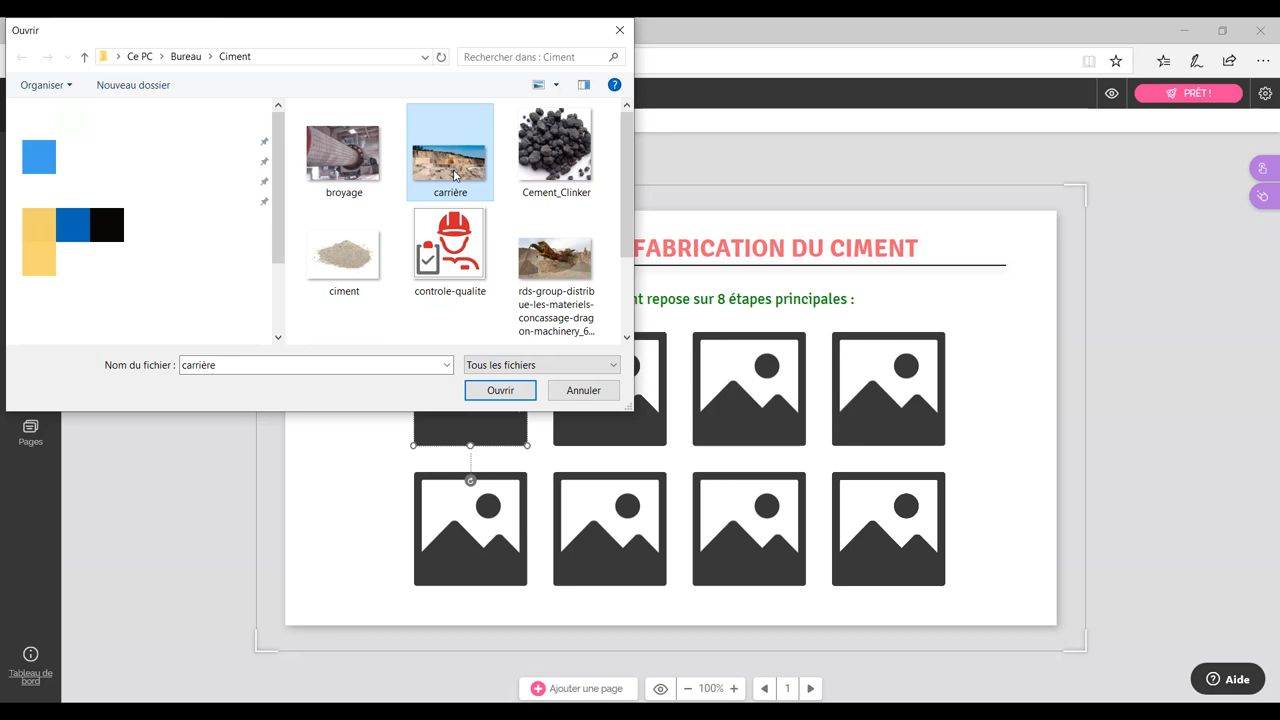 Ouvrir
Ce PC > Bureau > Ciment
Rechercher dans : Ciment
Organiser
Nouveau dossier
PRÊT !
broyage
carrière
Cement_Clinker
ciment
controle-qualite
rds-group-distrib
ue-les-materiels-
concassage-drag
on-machinery_6...
Nom du fichier :
carrière
Tous les fichiers
Ouvrir
Annuler
FABRICATION DU CIMENT
nt repose sur 8 étapes principales :
Pages
Tableau de
bord
Ajouter une page
100%
1
Aide